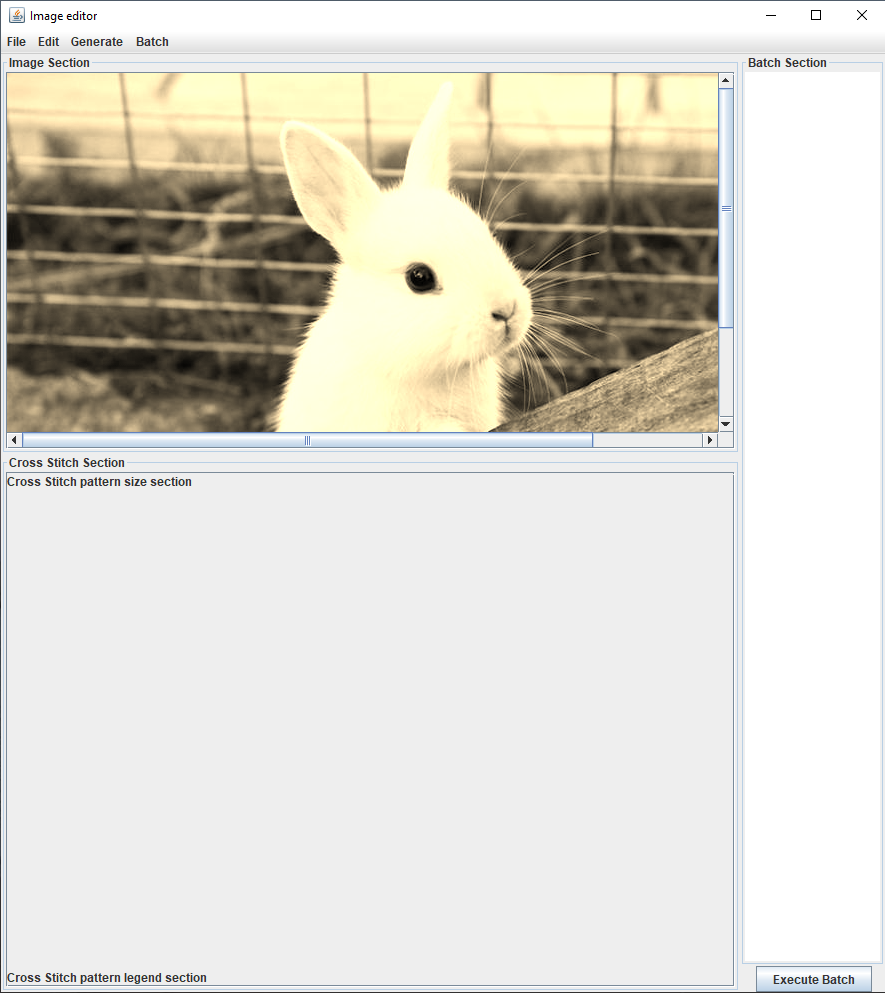 Image editor
File Edit Generate Batch
Image Section
Batch Section
Cross Stitch Section
Cross Stitch pattern size section
Cross Stitch pattern legend section
Execute Batch